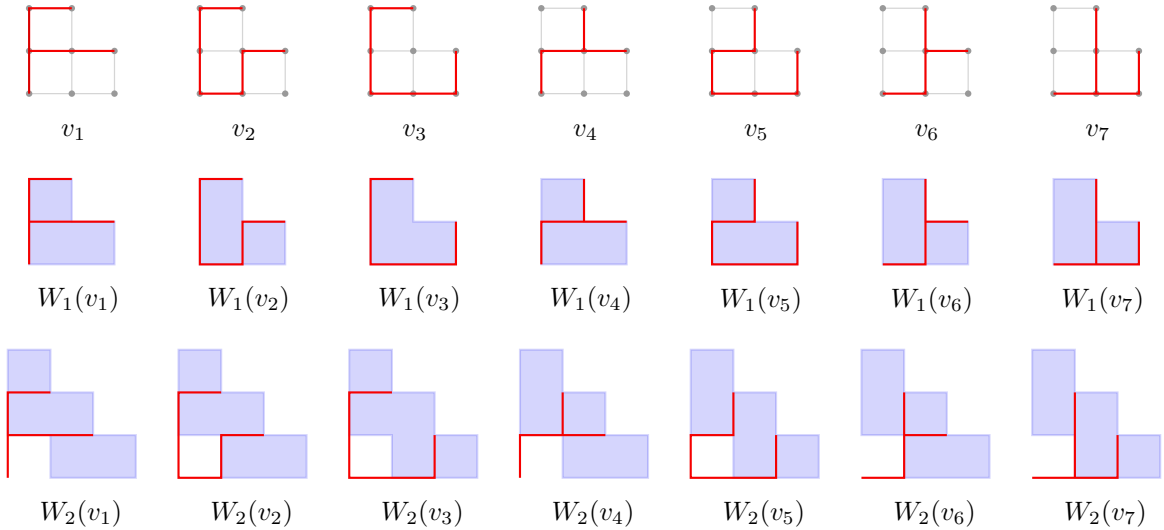 v₁ v₂ v₃ v₄ v₅ v₆ v₇
W₁(v₁) W₁(v₂) W₁(v₃) W₁(v₄) W₁(v₅) W₁(v₆) W₁(v₇)
W₂(v₁) W₂(v₂) W₂(v₃) W₂(v₄) W₂(v₅) W₂(v₆) W₂(v₇)